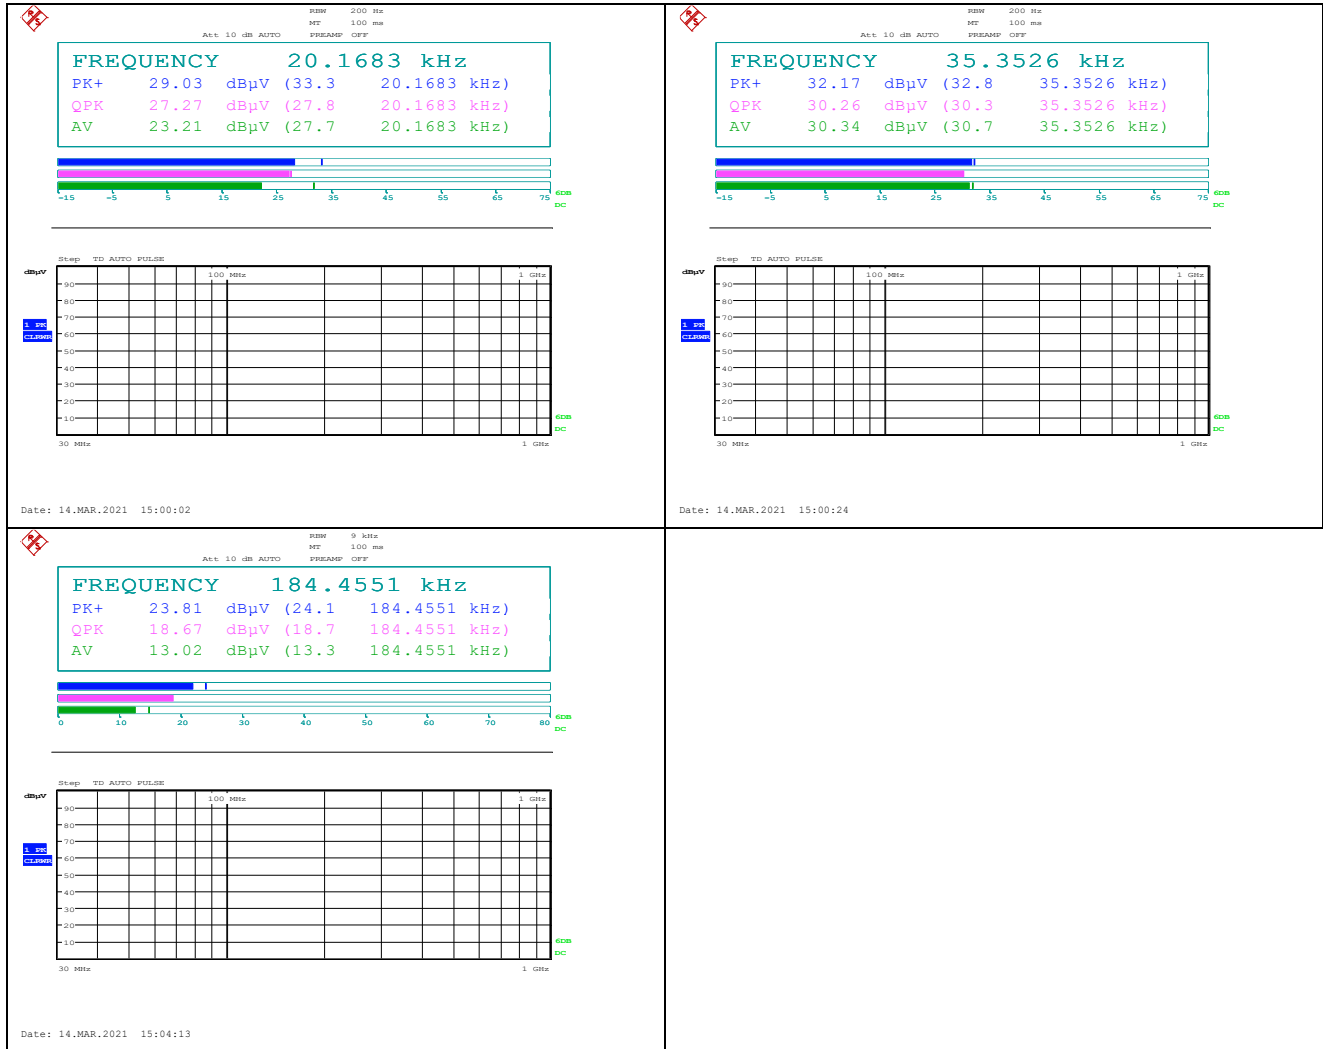 RBW 200 Hz
MT 100 ms
Att 10 dB AUTO PREAMP OFF
FREQUENCY 20.1683 kHz
PK+ 29.03 dBµV (33.3 20.1683 kHz)
QPK 27.27 dBµV (27.8 20.1683 kHz)
AV 23.21 dBµV (27.7 20.1683 kHz)
-15 -5 5 15 25 35 45 55 65 75
6DB
DC
Step TD AUTO PULSE
dBµV
100 MHz 1 GHz
90
80
70
1 PK
60
CLRWR
50
40
30
20
10
6DB
DC
30 MHz 1 GHz
Date: 14.MAR.2021 15:00:02
RBW 200 Hz
MT 100 ms
Att 10 dB AUTO PREAMP OFF
FREQUENCY 35.3526 kHz
PK+ 32.17 dBµV (32.8 35.3526 kHz)
QPK 30.26 dBµV (30.3 35.3526 kHz)
AV 30.34 dBµV (30.7 35.3526 kHz)
-15 -5 5 15 25 35 45 55 65 75
6DB
DC
Step TD AUTO PULSE
dBµV
100 MHz 1 GHz
90
80
70
1 PK
60
CLRWR
50
40
30
20
10
6DB
DC
30 MHz 1 GHz
Date: 14.MAR.2021 15:00:24
RBW 9 kHz
MT 100 ms
Att 10 dB AUTO PREAMP OFF
FREQUENCY 184.4551 kHz
PK+ 23.81 dBµV (24.1 184.4551 kHz)
QPK 18.67 dBµV (18.7 184.4551 kHz)
AV 13.02 dBµV (13.3 184.4551 kHz)
0 10 20 30 40 50 60 70 80
6DB
DC
Step TD AUTO PULSE
dBµV
100 MHz 1 GHz
90
80
70
1 PK
60
CLRWR
50
40
30
20
10
6DB
DC
30 MHz 1 GHz
Date: 14.MAR.2021 15:04:13